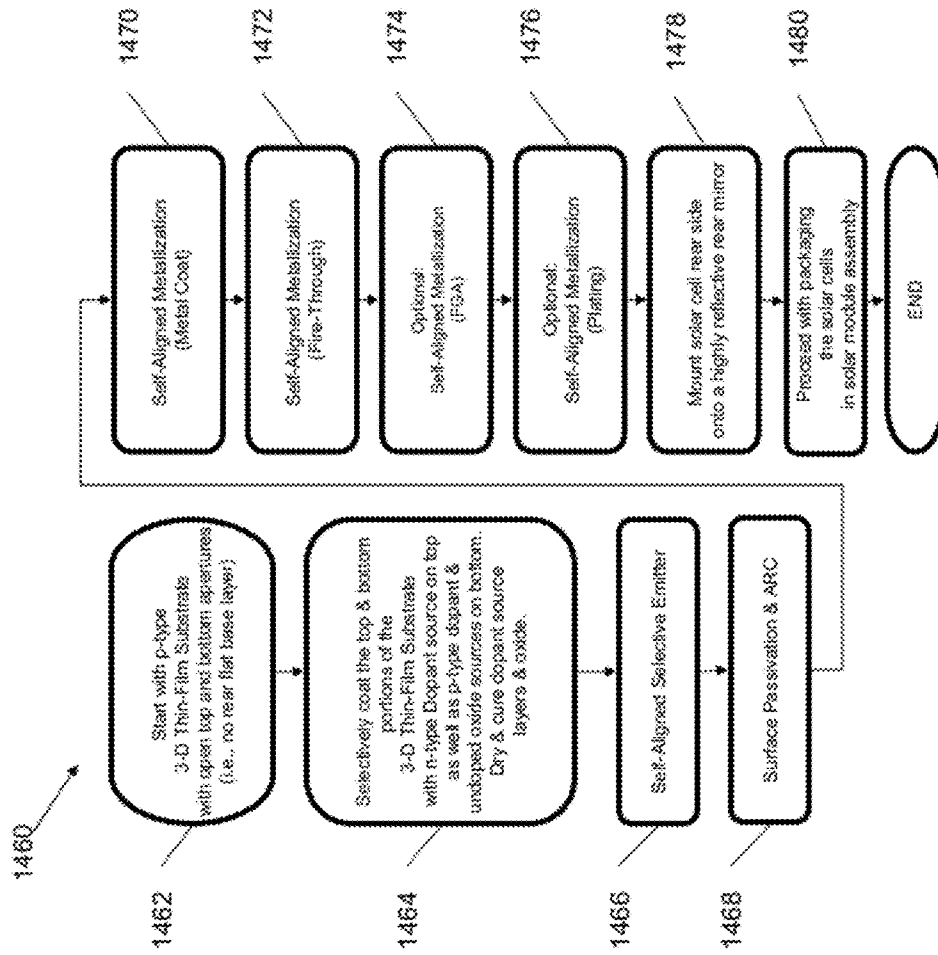 1460
1462
Start with p-type
3-D Thin-Film Substrate
with open top and bottom apertures
(i.e., no rear flat base layer)
1464
Selectively coat the top & bottom
portions of the
3-D Thin-Film Substrate
with n-type Dopant source on top
as well as p-type dopant &
undoped oxide sources on bottom.
Dry & cure dopant source
layers & oxide.
1466
Self-Aligned Selective Emitter
1468
Surface Passivation & ARC
1470
Self-Aligned Metallization
(Metal Coat)
1472
Self-Aligned Metallization
(Fire-Through)
1474
Optional:
Self-Aligned Metallization
(FGA)
1476
Optional:
Self-Aligned Metallization
(Plating)
1478
Mount solar cell rear side
onto a highly reflective rear mirror
1480
Proceed with packaging
the solar cells
in solar module assembly
END